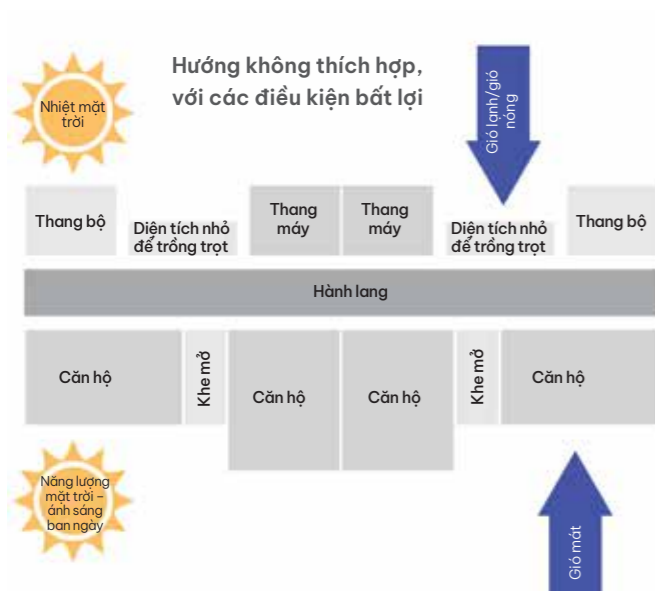 Hướng không thích hợp,
với các điều kiện bất lợi
Nhiệt mặt
trời
Gió lạnh/gió
nóng
Thang bộ
Diện tích nhỏ
để trồng trọt
Thang
máy
Thang
máy
Diện tích nhỏ
để trồng trọt
Thang bộ
Hành lang
Căn hộ
Khe mở
Căn hộ
Căn hộ
Khe mở
Căn hộ
Năng lượng
mặt trời –
ánh sáng
ban ngày
Gió mát